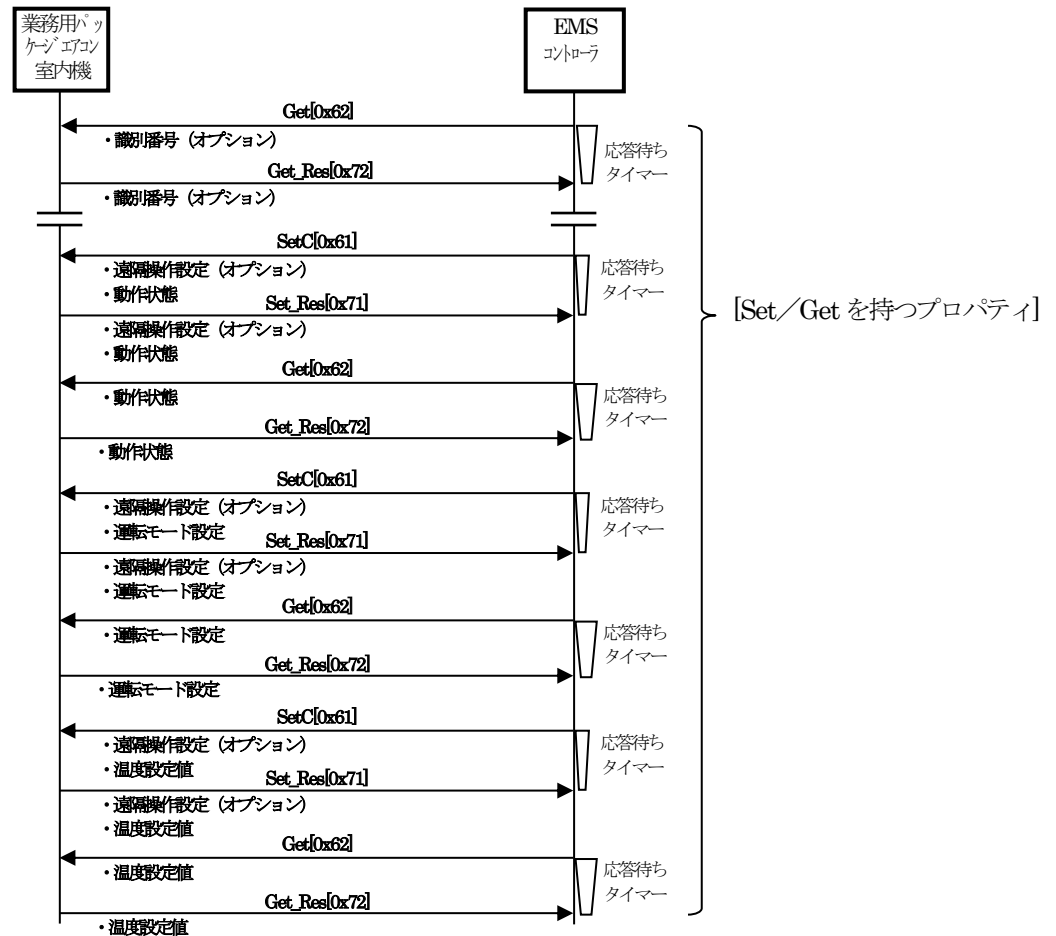 業務用パッ
ケージエアコン
室内機
EMS
コントローラ
Get[0x62]
・識別番号（オプション）
応答待ち
タイマー
Get_Res[0x72]
・識別番号（オプション）
SetC[0x61]
・遠隔操作設定（オプション）
・動作状態
応答待ち
タイマー
Set_Res[0x71]
・遠隔操作設定（オプション）
・動作状態
[Set／Get を持つプロパティ]
Get[0x62]
・動作状態
応答待ち
タイマー
Get_Res[0x72]
・動作状態
SetC[0x61]
・遠隔操作設定（オプション）
・運転モード設定
応答待ち
タイマー
Set_Res[0x71]
・遠隔操作設定（オプション）
・運転モード設定
Get[0x62]
・運転モード設定
応答待ち
タイマー
Get_Res[0x72]
・運転モード設定
SetC[0x61]
・遠隔操作設定（オプション）
・温度設定値
応答待ち
タイマー
Set_Res[0x71]
・遠隔操作設定（オプション）
・温度設定値
Get[0x62]
・温度設定値
応答待ち
タイマー
Get_Res[0x72]
・温度設定値